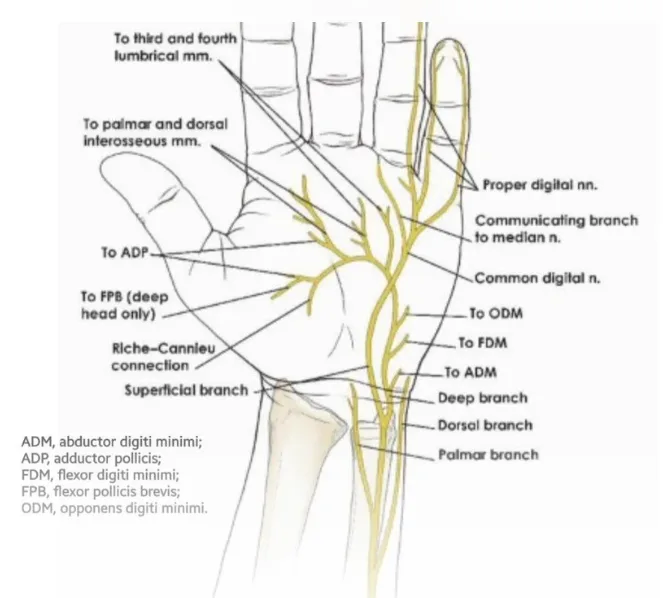 To third and fourth
lumbrical mm.
To palmar and dorsal
interosseous mm.
Proper digital nn.
Communicating branch
to median n.
To ADP
Common digital n.
To FPB (deep
head only)
To ODM
To FDM
Riche–Cannieu
connection
To ADM
Superficial branch
Deep branch
Dorsal branch
Palmar branch
ADM, abductor digiti minimi;
ADP, adductor pollicis;
FDM, flexor digiti minimi;
FPB, flexor pollicis brevis;
ODM, opponens digiti minimi.